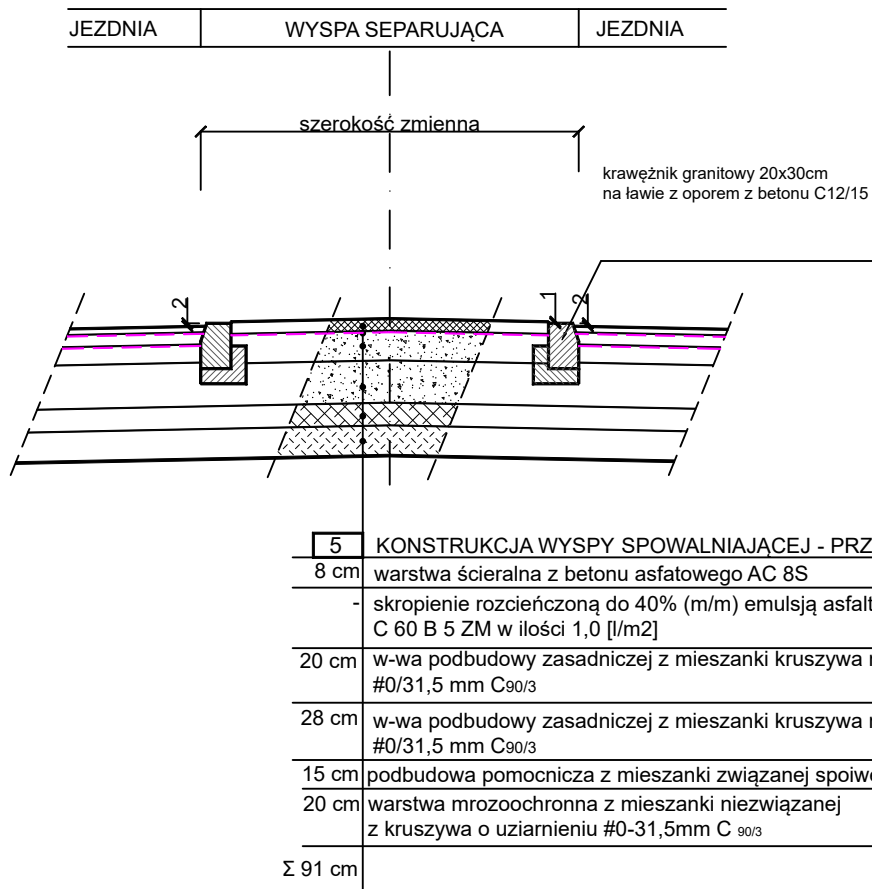 JEZDNIA
WYSPA SEPARUJĄCA
JEZDNIA
szerokość zmienna
krawężnik granitowy 20x30cm
na ławie z oporem z betonu C12/15
2
1
2
5 KONSTRUKCJA WYSPY SPOWALNIAJĄCEJ - PRZ
8 cm warstwa ścieralna z betonu asfatowego AC 8S
- skropienie rozcieńczoną do 40% (m/m) emulsją asfalt
C 60 B 5 ZM w ilości 1,0 [l/m2]
20 cm w-wa podbudowy zasadniczej z mieszanki kruszywa
#0/31,5 mm C90/3
28 cm w-wa podbudowy zasadniczej z mieszanki kruszywa
#0/31,5 mm C90/3
15 cm podbudowa pomocnicza z mieszanki związanej spoiw
20 cm warstwa mrozoochronna z mieszanki niezwiązanej
z kruszywa o uziarnieniu #0-31,5mm C 90/3
Σ 91 cm